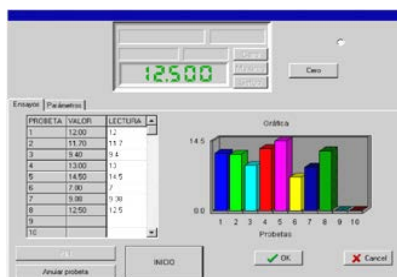 12.500
Cero
Ensayos Parámetros
PROBETA VALOR LECTURA
1 12.00 12
2 11.70 11.7
3 9.40 9.4
4 13.00 13
5 14.50 14.5
6 7.00 7
7 9.00
8 12.50 12.5
9
10
Gráfica
14.5
0.0
1 2 3 4 5 6 7 8 9 10
Probetas
INICIO
OK
Cancel
Anular probeta